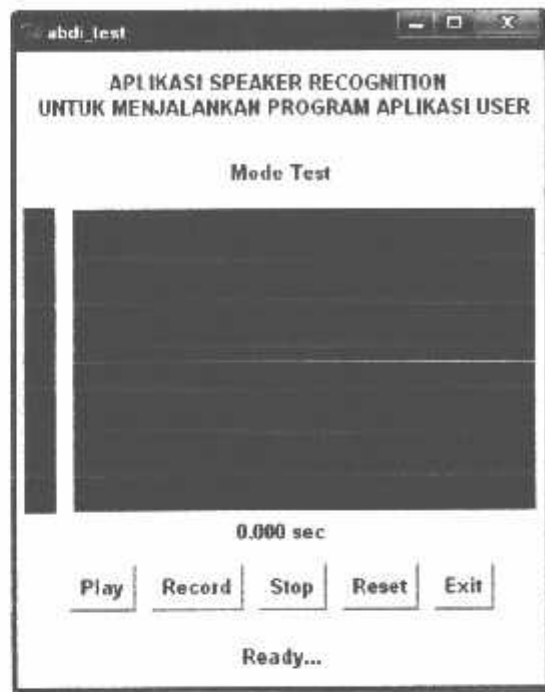 abdi_test
APLIKASI SPEAKER RECOGNITION
UNTUK MENJALANKAN PROGRAM APLIKASI USER
Mode Test
0.000 sec
Play Record Stop Reset Exit
Ready...